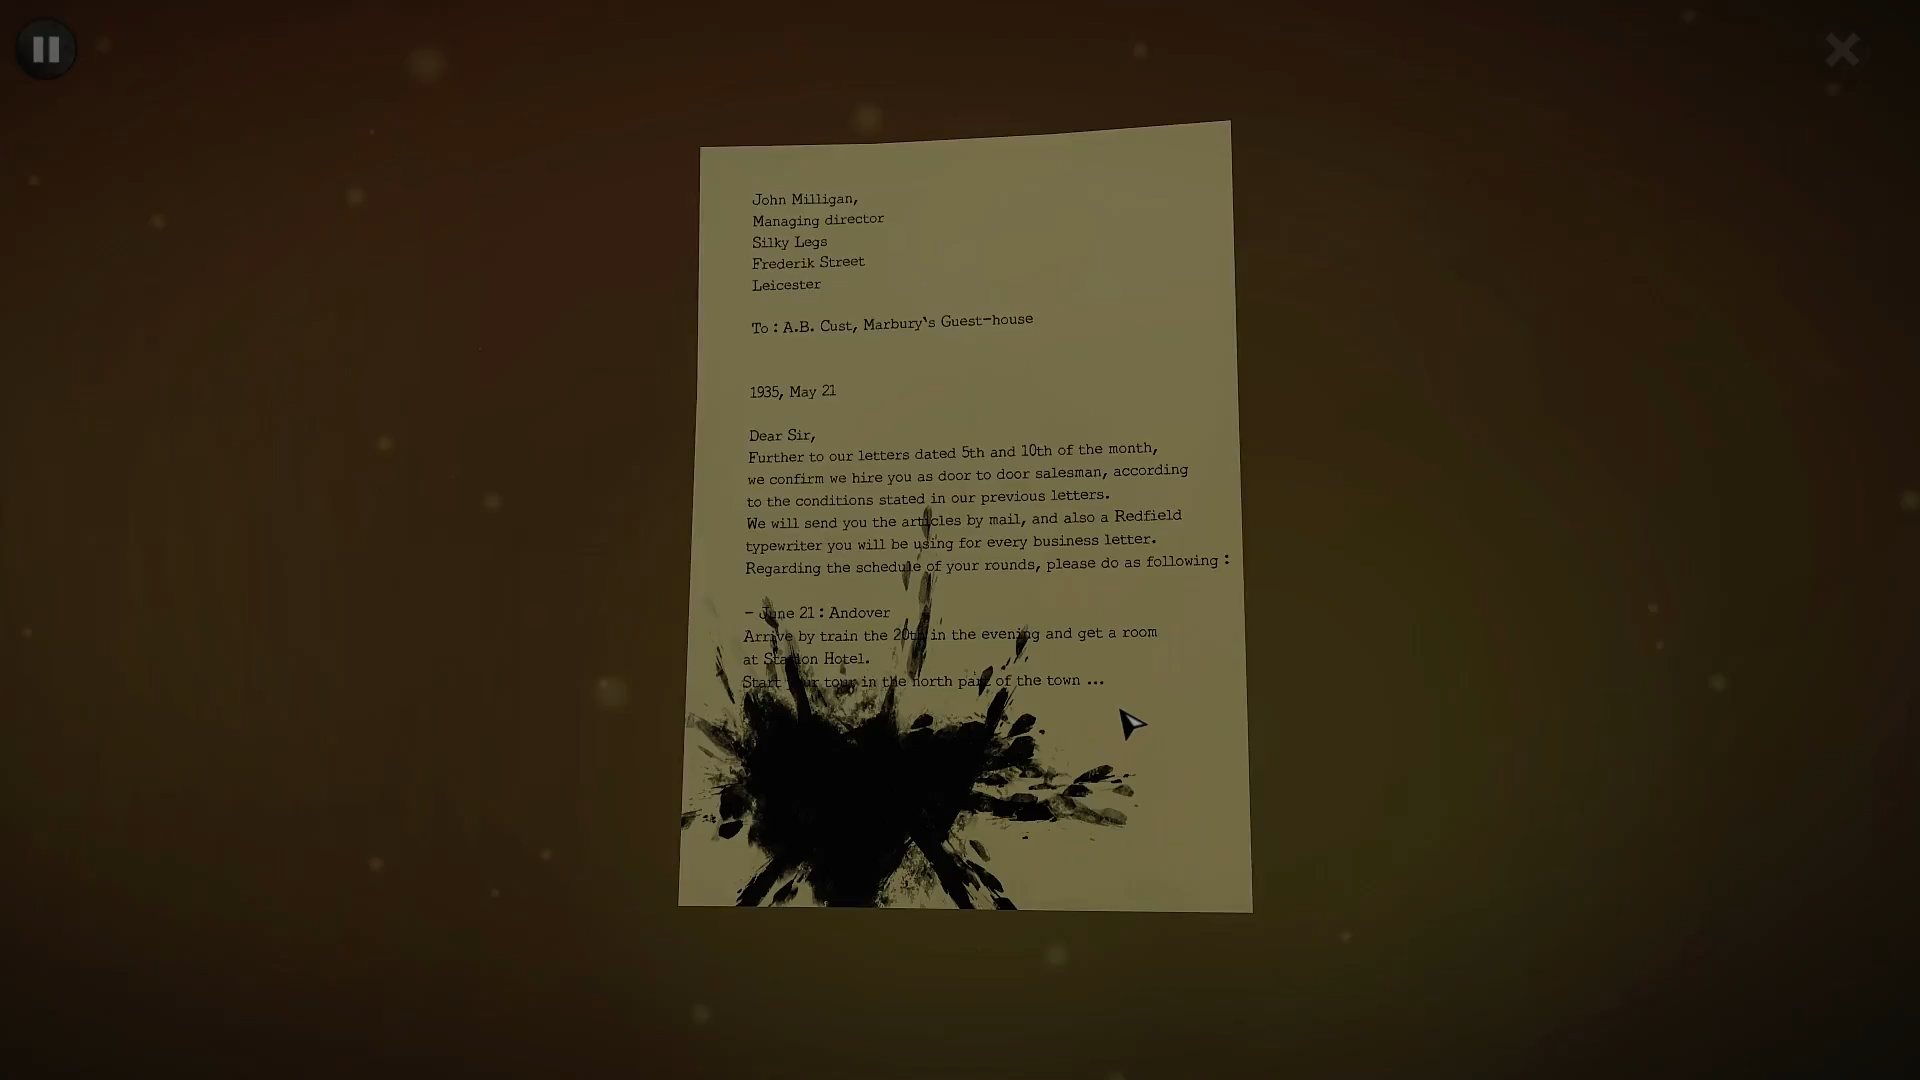 John Milligan,
Managing director
Silky Legs
Frederik Street
Leicester
To : A.B. Cust, Marbury's Guest-house
1935, May 21
Dear Sir,
Further to our letters dated 5th and 10th of the month,
we confirm we hire you as door to door salesman, according
to the conditions stated in our previous letters.
We will send you the articles by mail, and also a Redfield
typewriter you will be using for every business letter.
Regarding the schedule of your rounds, please do as following :
- June 21 : Andover
Arrive by train the 20th in the evening and get a room
at Station Hotel.
Start your tour in the north part of the town ...